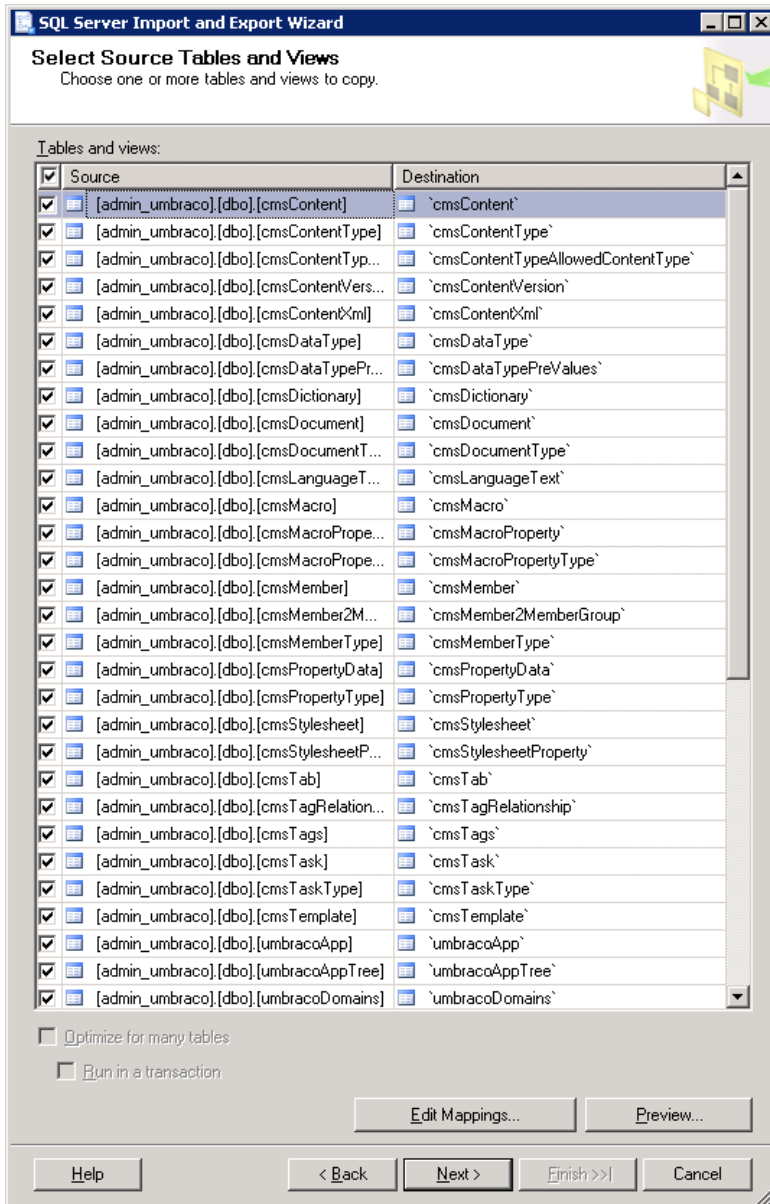 SQL Server Import and Export Wizard
Select Source Tables and Views
Choose one or more tables and views to copy.
Tables and views:
Source Destination
[admin_umbraco].[dbo].[cmsContent] `cmsContent`
[admin_umbraco].[dbo].[cmsContentType] `cmsContentType`
[admin_umbraco].[dbo].[cmsContentTyp... `cmsContentTypeAllowedContentType`
[admin_umbraco].[dbo].[cmsContentVers... `cmsContentVersion`
[admin_umbraco].[dbo].[cmsContentXml] `cmsContentXml`
[admin_umbraco].[dbo].[cmsDataType] `cmsDataType`
[admin_umbraco].[dbo].[cmsDataTypePr... `cmsDataTypePreValues`
[admin_umbraco].[dbo].[cmsDictionary] `cmsDictionary`
[admin_umbraco].[dbo].[cmsDocument] `cmsDocument`
[admin_umbraco].[dbo].[cmsDocumentT... `cmsDocumentType`
[admin_umbraco].[dbo].[cmsLanguageT... `cmsLanguageText`
[admin_umbraco].[dbo].[cmsMacro] `cmsMacro`
[admin_umbraco].[dbo].[cmsMacroPrope... `cmsMacroProperty`
[admin_umbraco].[dbo].[cmsMacroPrope... `cmsMacroPropertyType`
[admin_umbraco].[dbo].[cmsMember] `cmsMember`
[admin_umbraco].[dbo].[cmsMember2M... `cmsMember2MemberGroup`
[admin_umbraco].[dbo].[cmsMemberType] `cmsMemberType`
[admin_umbraco].[dbo].[cmsPropertyData] `cmsPropertyData`
[admin_umbraco].[dbo].[cmsPropertyType] `cmsPropertyType`
[admin_umbraco].[dbo].[cmsStylesheet] `cmsStylesheet`
[admin_umbraco].[dbo].[cmsStylesheetP... `cmsStylesheetProperty`
[admin_umbraco].[dbo].[cmsTab] `cmsTab`
[admin_umbraco].[dbo].[cmsTagRelation... `cmsTagRelationship`
[admin_umbraco].[dbo].[cmsTags] `cmsTags`
[admin_umbraco].[dbo].[cmsTask] `cmsTask`
[admin_umbraco].[dbo].[cmsTaskType] `cmsTaskType`
[admin_umbraco].[dbo].[cmsTemplate] `cmsTemplate`
[admin_umbraco].[dbo].[umbracoApp] `umbracoApp`
[admin_umbraco].[dbo].[umbracoAppTree] `umbracoAppTree`
[admin_umbraco].[dbo].[umbracoDomains] `umbracoDomains`
Optimize for many tables
Run in a transaction
Edit Mappings... Preview...
Help < Back Next > Finish >>| Cancel